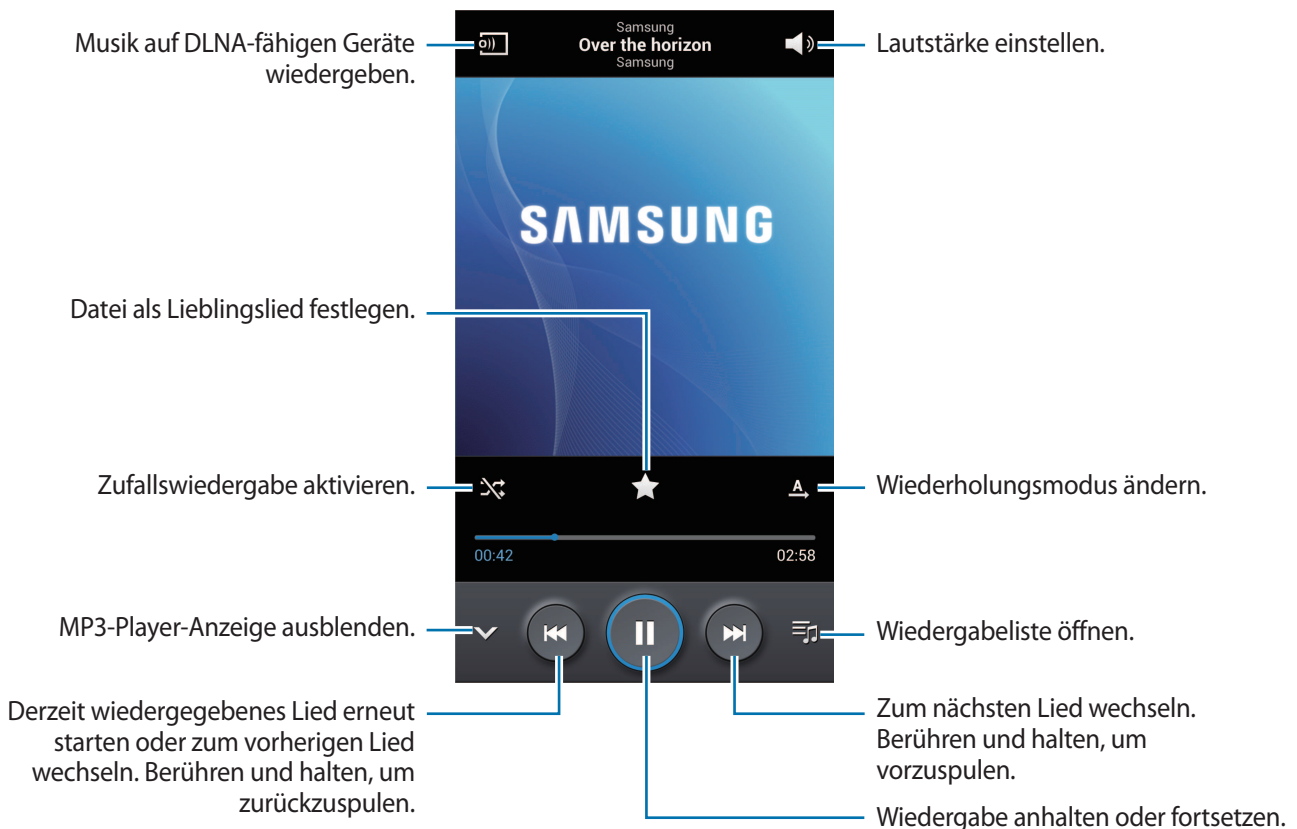 Musik auf DLNA-fähigen Geräte
wiedergeben.
Samsung
Over the horizon
Samsung
Lautstärke einstellen.
SAMSUNG
Datei als Lieblingslied festlegen.
Zufallswiedergabe aktivieren.
A
Wiederholungsmodus ändern.
00:42
02:58
MP3-Player-Anzeige ausblenden.
Wiedergabeliste öffnen.
Derzeit wiedergegebenes Lied erneut
starten oder zum vorherigen Lied
wechseln. Berühren und halten, um
zurückzuspulen.
Zum nächsten Lied wechseln.
Berühren und halten, um
vorzuspulen.
Wiedergabe anhalten oder fortsetzen.